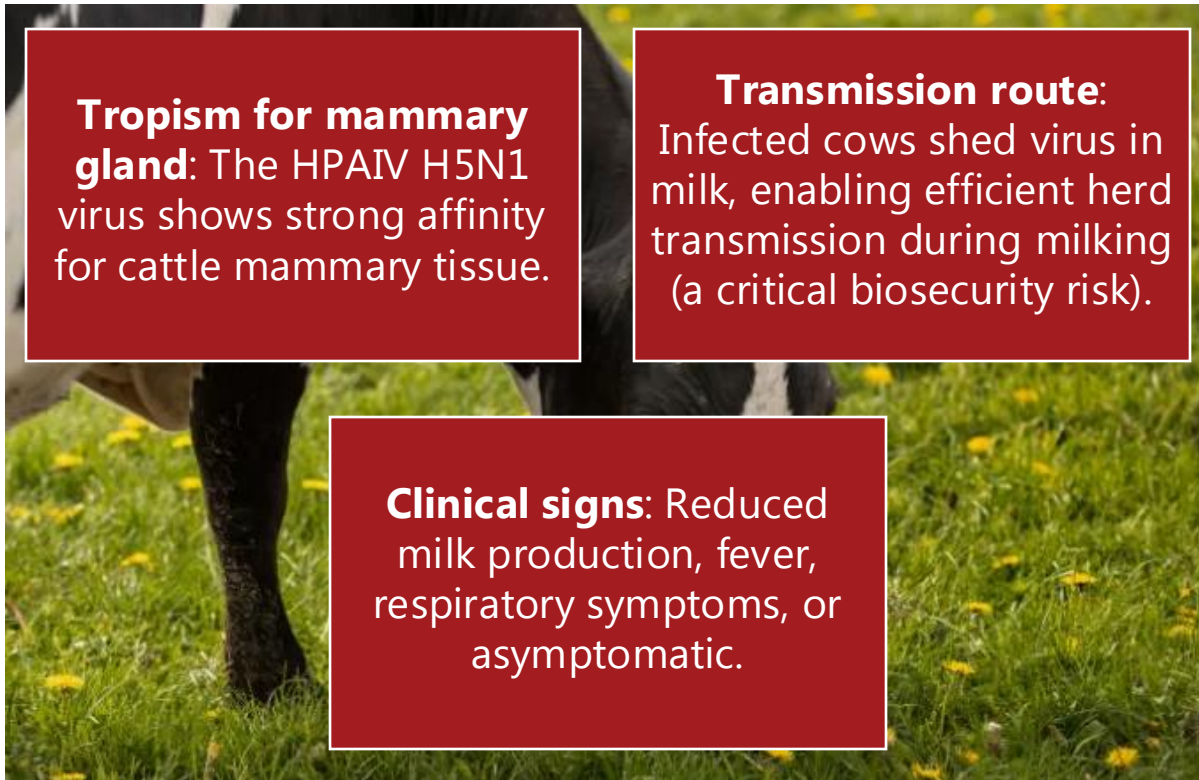 Tropism for mammary
gland: The HPAIV H5N1
virus shows strong affinity
for cattle mammary tissue.
Transmission route:
Infected cows shed virus in
milk, enabling efficient herd
transmission during milking
(a critical biosecurity risk).
Clinical signs: Reduced
milk production, fever,
respiratory symptoms, or
asymptomatic.